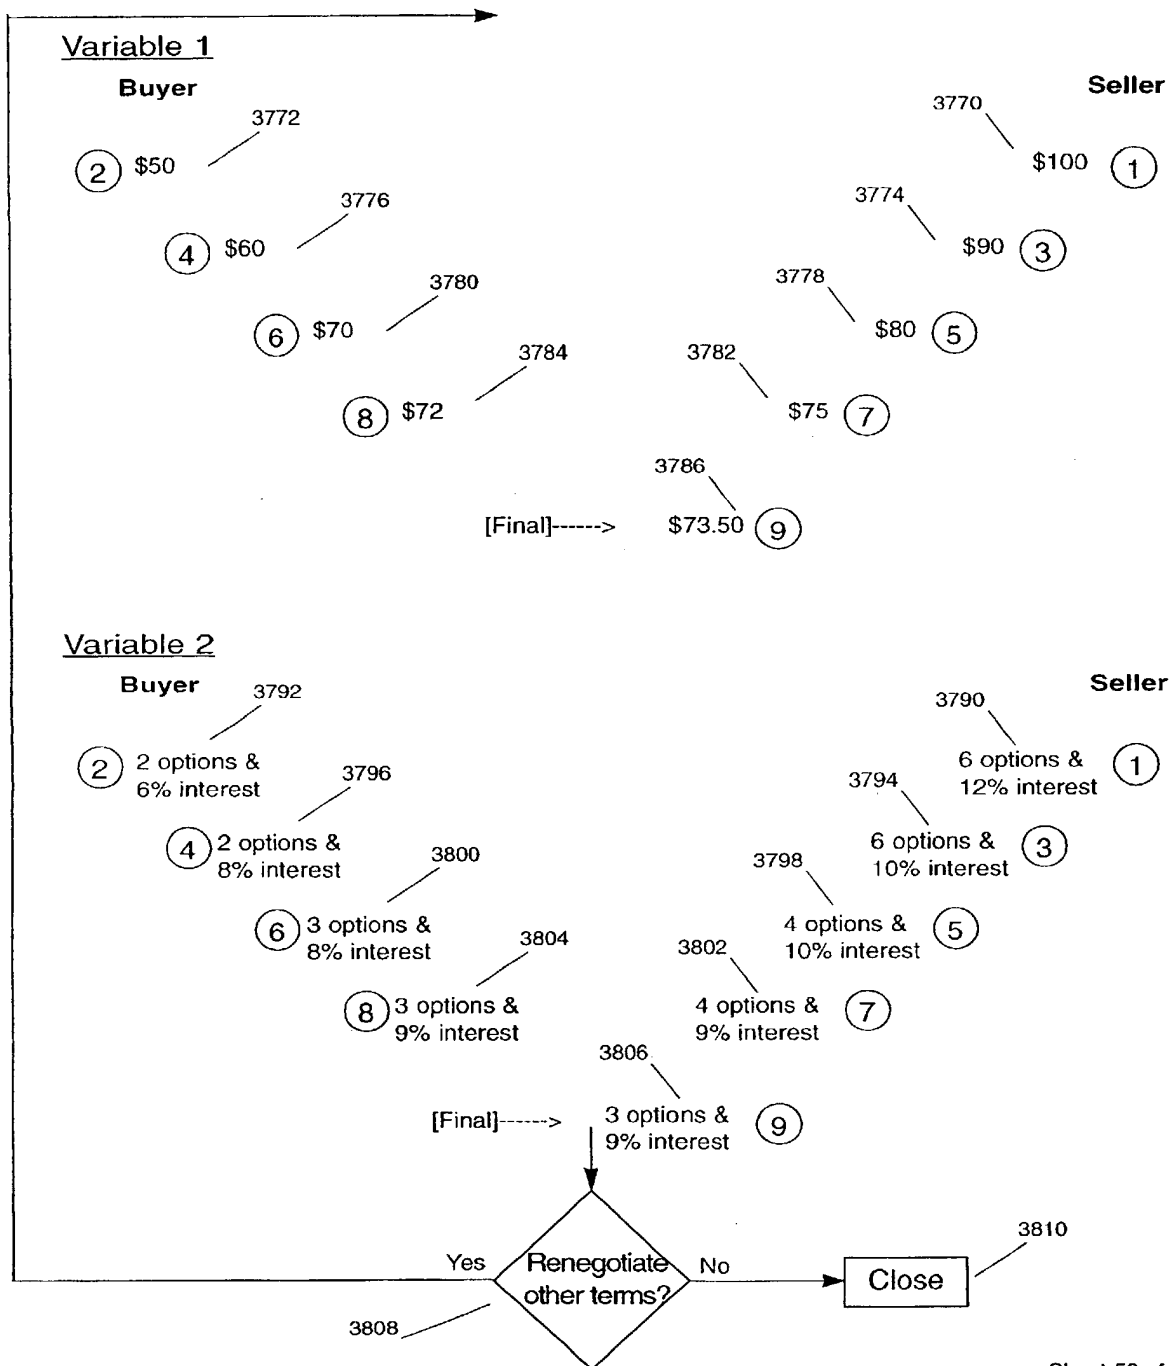 Variable 1
Buyer
Seller
3772
3770
② $50
$100 ①
3776
3774
④ $60
$90 ③
3780
3778
⑥ $70
$80 ⑤
3784
3782
⑧ $72
$75 ⑦
3786
[Final]------>
$73.50 ⑨
Variable 2
Buyer
Seller
3792
3790
② 2 options &
6% interest
6 options & ①
12% interest
3796
3794
④ 2 options &
8% interest
6 options & ③
10% interest
3800
3798
⑥ 3 options &
8% interest
4 options & ⑤
10% interest
3804
3802
⑧ 3 options &
9% interest
4 options & ⑦
9% interest
3806
[Final]------>
3 options & ⑨
9% interest
Yes
Renegotiate
other terms?
No
Close
3810
3808